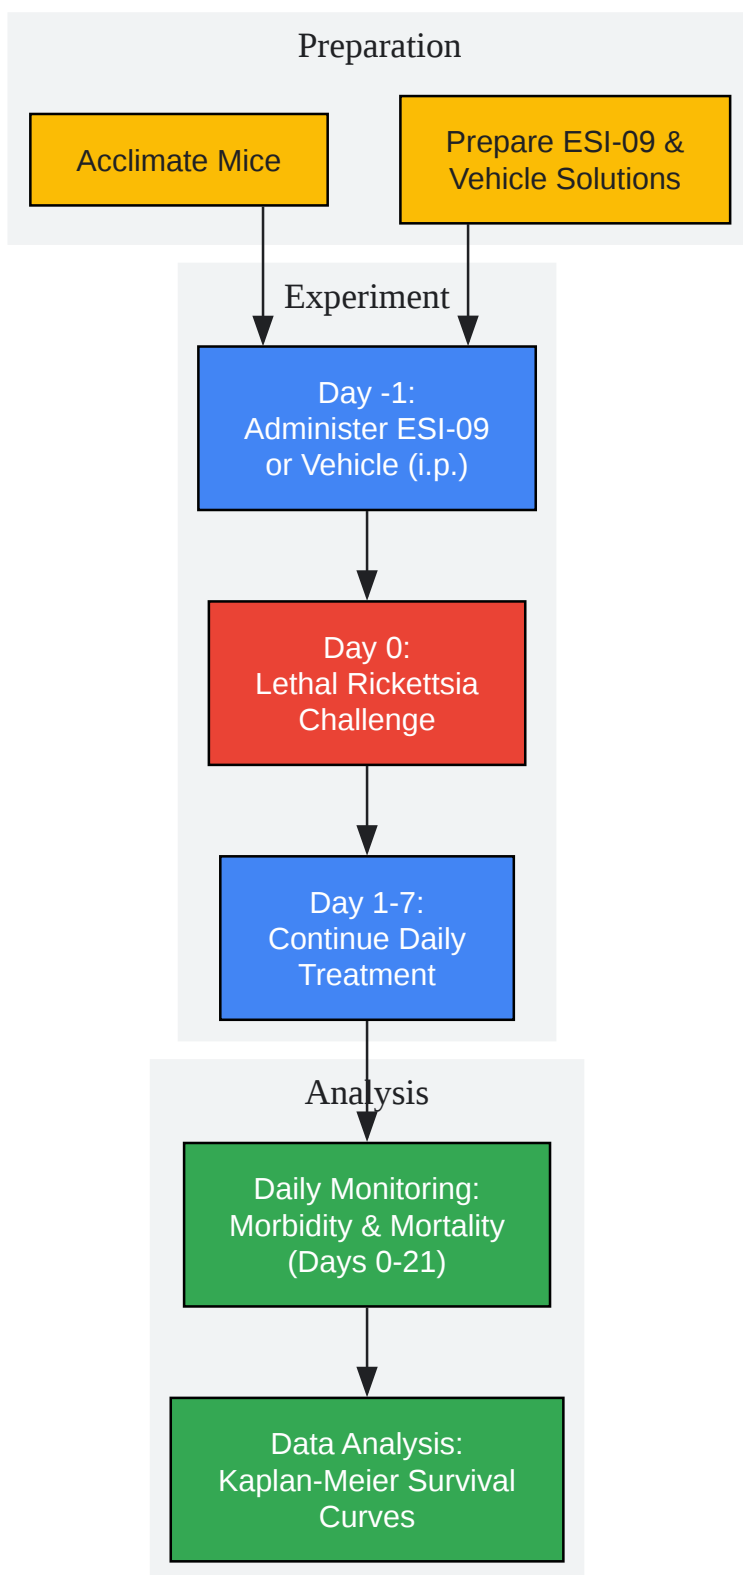 Preparation
Acclimate Mice
Prepare ESI-09 &
Vehicle Solutions
Experiment
Day -1:
Administer ESI-09
or Vehicle (i.p.)
Day 0:
Lethal Rickettsia
Challenge
Day 1-7:
Continue Daily
Treatment
Analysis
Daily Monitoring:
Morbidity & Mortality
(Days 0-21)
Data Analysis:
Kaplan-Meier Survival
Curves